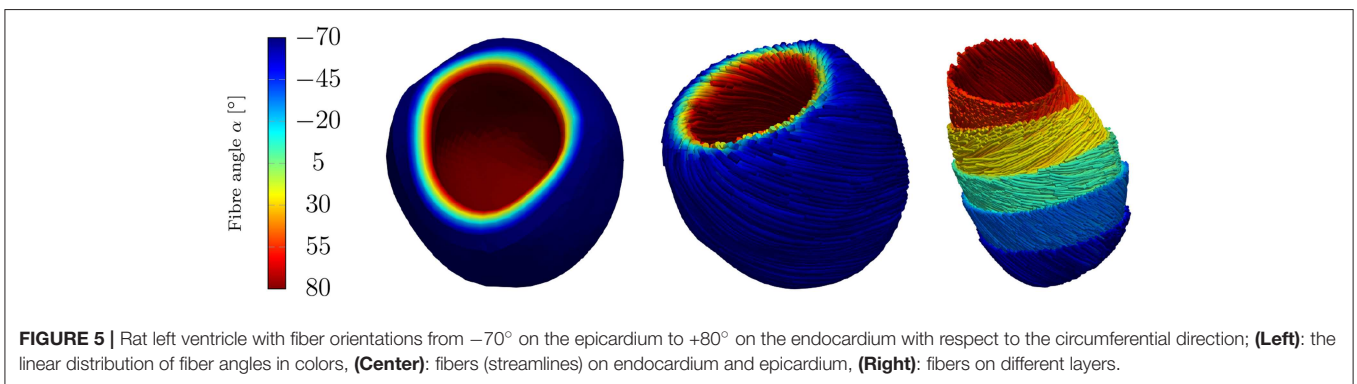 Fibre angle α [°]
−70
−45
−20
5
30
55
80
FIGURE 5 | Rat left ventricle with fiber orientations from −70° on the epicardium to +80° on the endocardium with respect to the circumferential direction; (Left): the
linear distribution of fiber angles in colors, (Center): fibers (streamlines) on endocardium and epicardium, (Right): fibers on different layers.